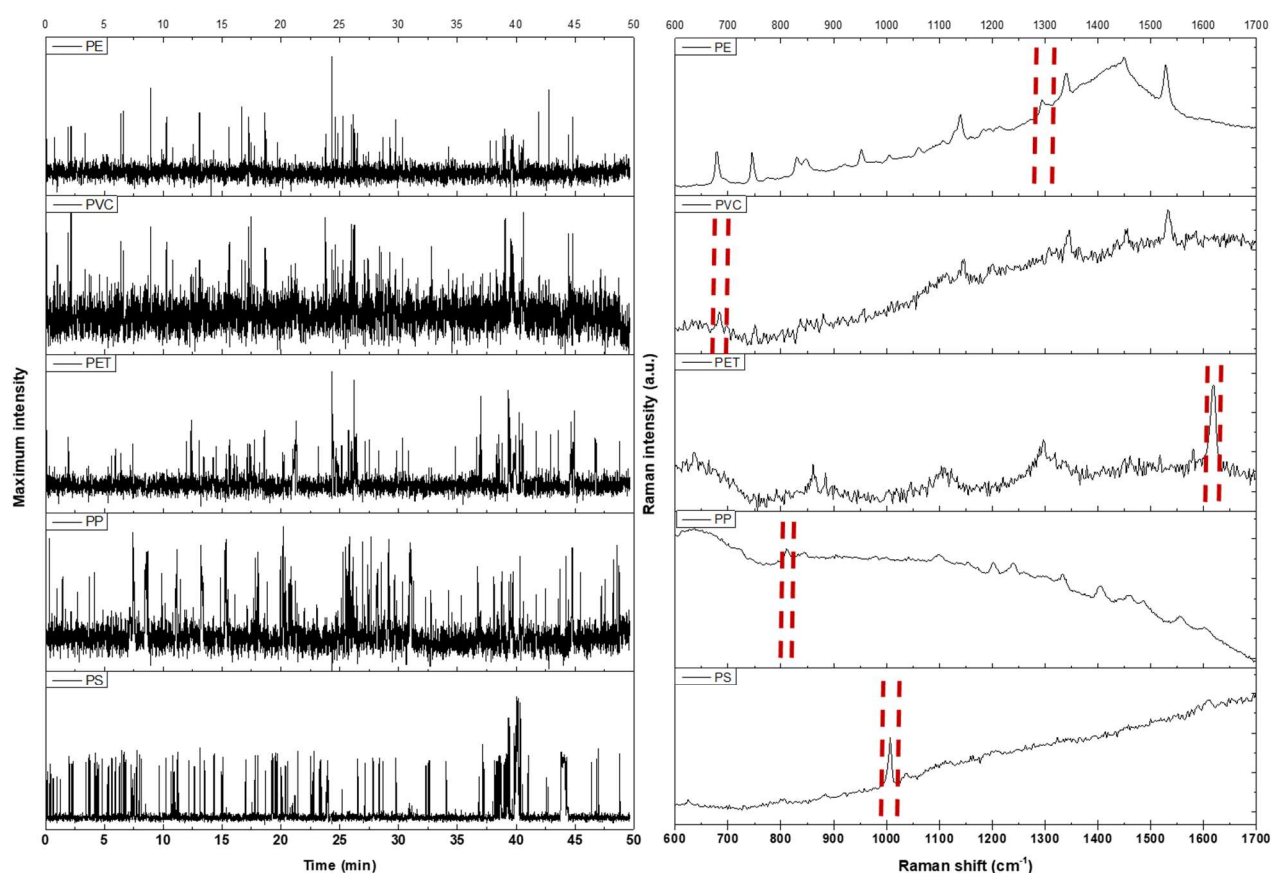 0 5 10 15 20 25 30 35 40 45 50
600 700 800 900 1000 1100 1200 1300 1400 1500 1600 1700
PE
PE
PVC
PVC
PET
PET
PP
PP
PS
PS
Maximum intensity
Raman intensity (a.u.)
0 5 10 15 20 25 30 35 40 45 50
600 700 800 900 1000 1100 1200 1300 1400 1500 1600 1700
Time (min)
Raman shift (cm⁻¹)